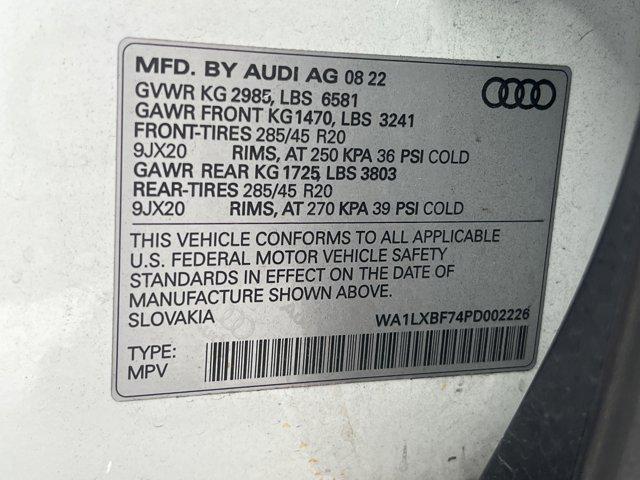 MFD. BY AUDI AG 08 22
GVWR KG 2985, LBS 6581
GAWR FRONT KG1470, LBS 3241
FRONT-TIRES 285/45 R20
9JX20 RIMS, AT 250 KPA 36 PSI COLD
GAWR REAR KG 1725, LBS 3803
REAR-TIRES 285/45 R20
9JX20 RIMS, AT 270 KPA 39 PSI COLD
THIS VEHICLE CONFORMS TO ALL APPLICABLE
U.S. FEDERAL MOTOR VEHICLE SAFETY
STANDARDS IN EFFECT ON THE DATE OF
MANUFACTURE SHOWN ABOVE.
SLOVAKIA WA1LXBF74PD002226
TYPE:
MPV